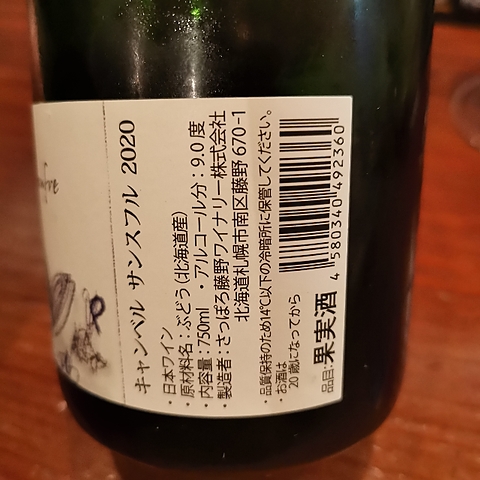 キャンベル サンスフル 2020
・日本ワイン
・原材料名：ぶどう（北海道産）
・内容量：750ml ・アルコール分：9.0度
・製造者：さっぽろ藤野ワイナリー株式会社
北海道札幌市南区藤野 670-1
・品質保持のため14℃以下の冷暗所に保管してください。
・お酒は
20歳になってから
品目：果実酒
4 580340 492360